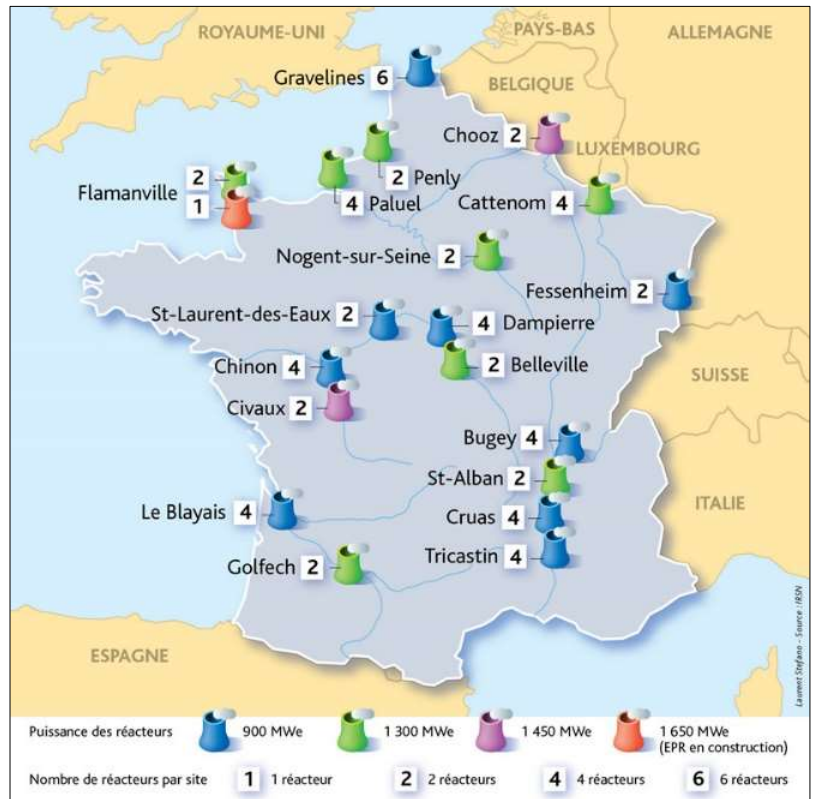 ROYAUME-UNI
PAYS-BAS
ALLEMAGNE
Gravelines 6
BELGIQUE
Chooz 2
LUXEMBOURG
2
Flamanville
1
2 Penly
4 Paluel
Cattenom 4
Nogent-sur-Seine 2
Fessenheim 2
St-Laurent-des-Eaux 2
4 Dampierre
Chinon 4
2 Belleville
SUISSE
Civaux 2
Bugey 4
St-Alban 2
ITALIE
Le Blayais 4
Cruas 4
Tricastin 4
Golfech 2
ESPAGNE
Laurent Stefano - Source : IRSN
Puissance des réacteurs 900 MWe 1 300 MWe 1 450 MWe 1 650 MWe
(EPR en construction)
Nombre de réacteurs par site 1 1 réacteur 2 2 réacteurs 4 4 réacteurs 6 6 réacteurs